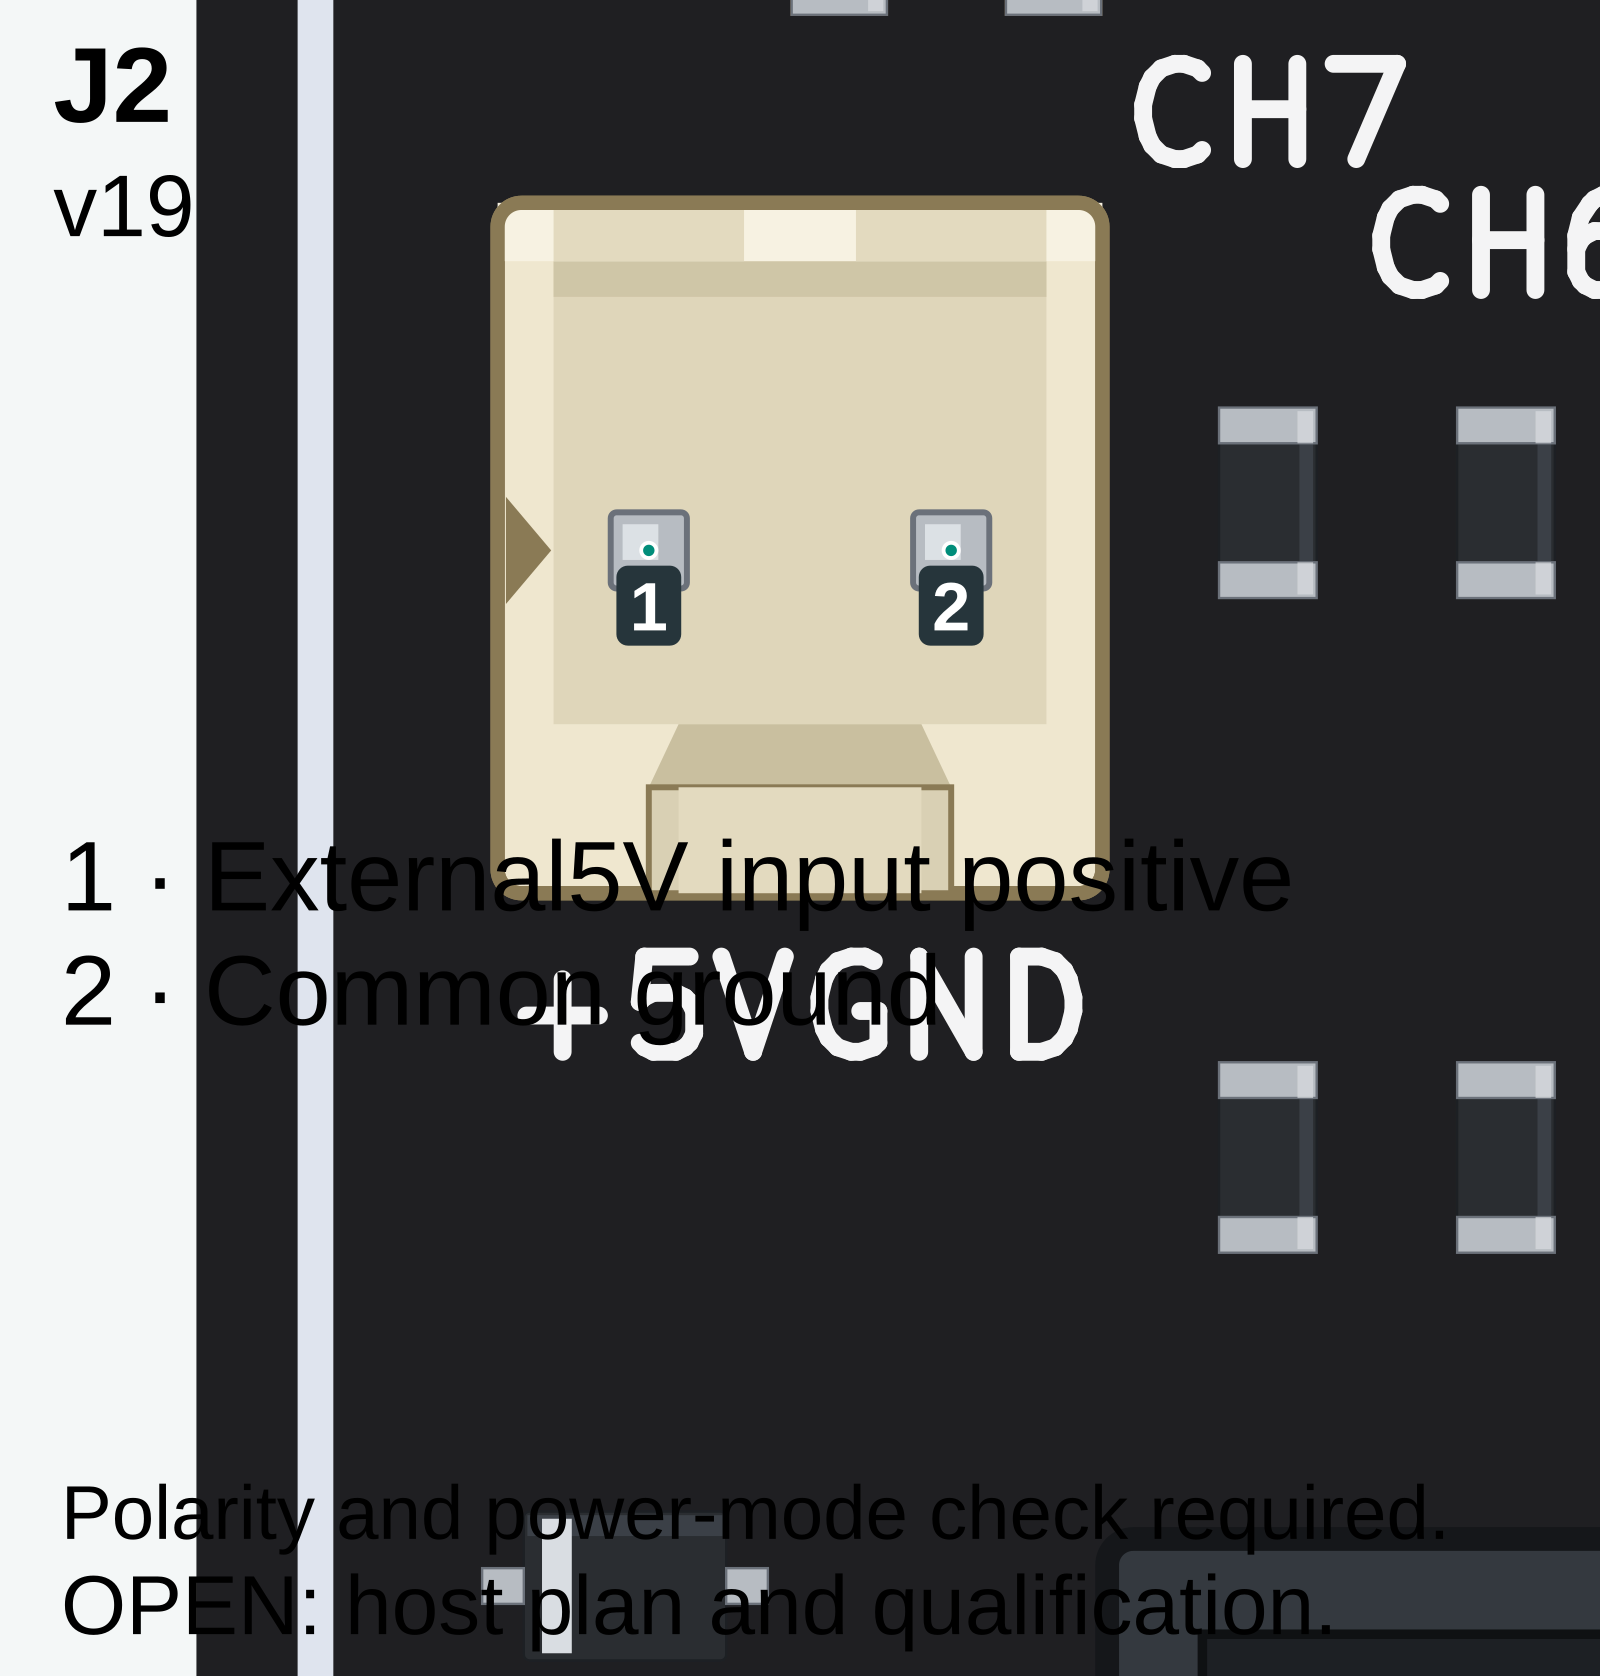 J2
CH7
v19
CH6
1
2
1 · External5V input positive
2 · Common ground
+5VGND
Polarity and power-mode check required.
OPEN: host plan and qualification.